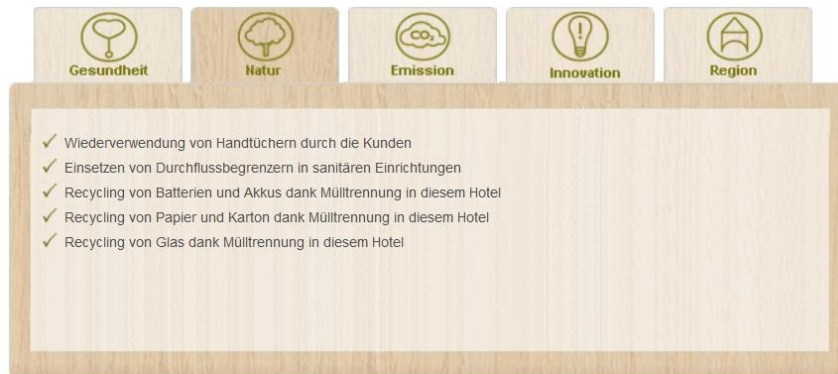 Gesundheit
Natur
CO₂
Emission
Innovation
Region
Wiederverwendung von Handtüchern durch die Kunden
Einsetzen von Durchflussbegrenzern in sanitären Einrichtungen
Recycling von Batterien und Akkus dank Mülltrennung in diesem Hotel
Recycling von Papier und Karton dank Mülltrennung in diesem Hotel
Recycling von Glas dank Mülltrennung in diesem Hotel